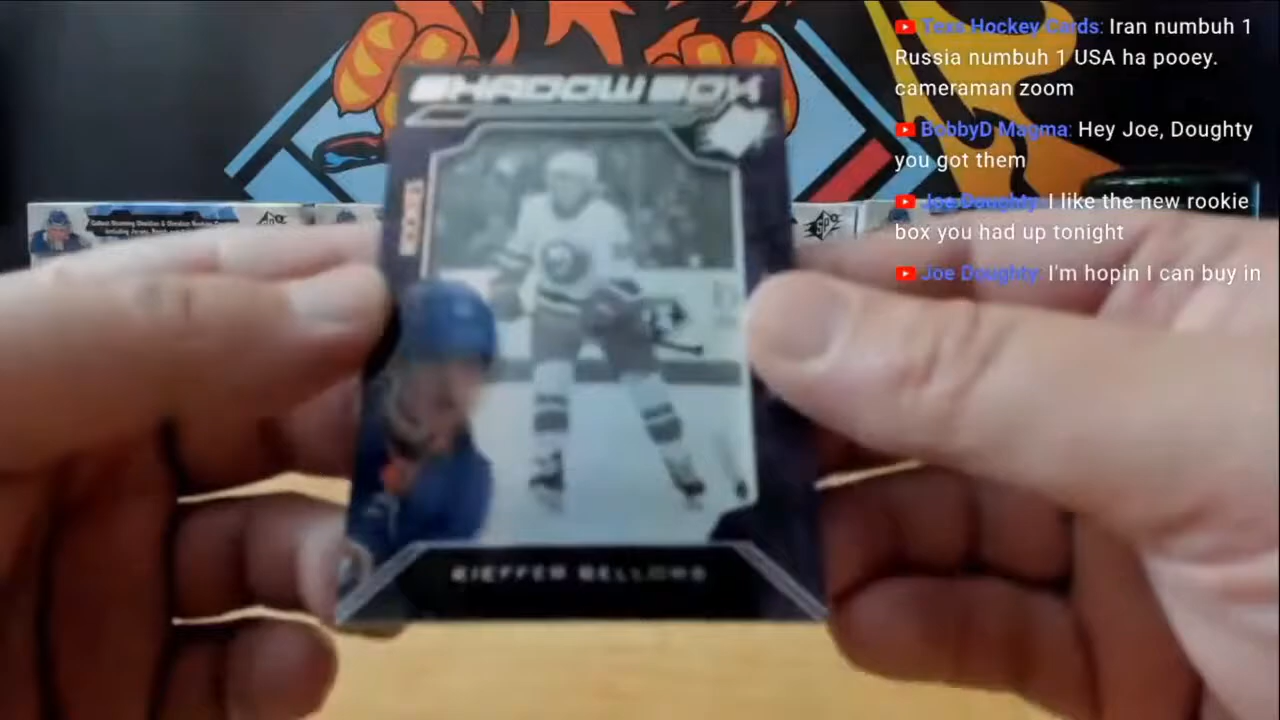 Tess Hockey Cards: Iran numbuh 1
Russia numbuh 1 USA ha pooey.
cameraman zoom
BobbyD Magma: Hey Joe, Doughty
you got them
Joe Doughty: I like the new rookie
box you had up tonight
Joe Doughty: I'm hopin I can buy in
SHADOW BOX
SPx
ROOKIES
KIEFFER BELLOWS